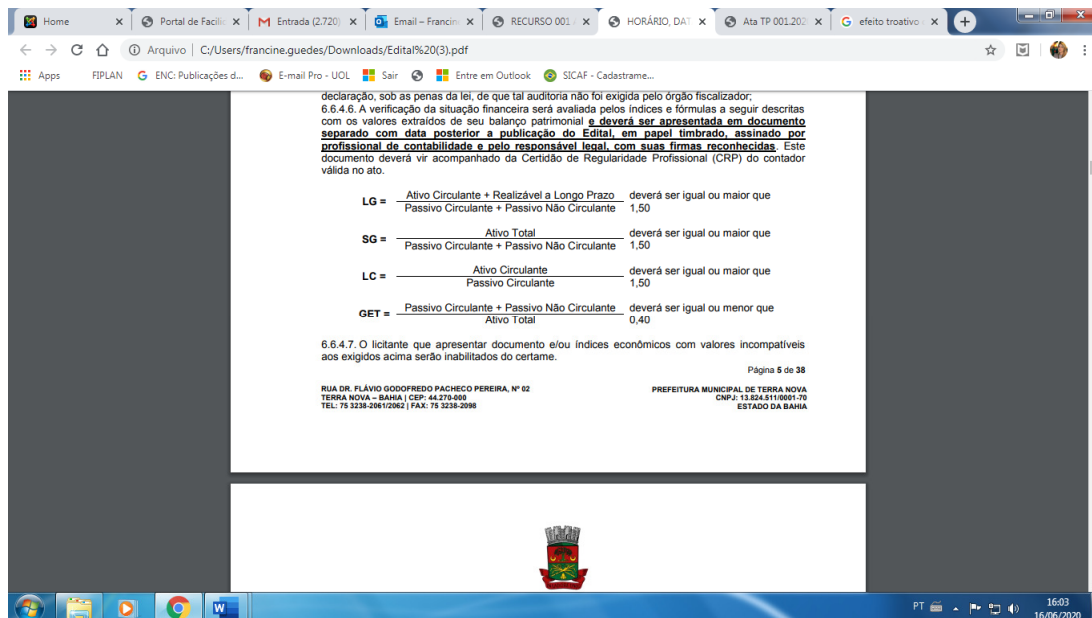 Home
Portal de Facilic
Entrada (2.720)
Email – Francin
RECURSO 001
HORÁRIO, DAT
Ata TP 001.202
efeito troativo
Arquivo | C:/Users/francine.guedes/Downloads/Edital%20(3).pdf
Apps
FIPLAN
ENC: Publicações d...
E-mail Pro - UOL
Sair
Entre em Outlook
SICAF - Cadastrame...
declaração, sob as penas da lei, de que tal auditoria não foi exigida pelo órgão fiscalizador;
6.6.4.6. A verificação da situação financeira será avaliada pelos índices e fórmulas a seguir descritas
com os valores extraídos de seu balanço patrimonial e deverá ser apresentada em documento
separado com data posterior a publicação do Edital, em papel timbrado, assinado por
profissional de contabilidade e pelo responsável legal, com suas firmas reconhecidas. Este
documento deverá vir acompanhado da Certidão de Regularidade Profissional (CRP) do contador
válida no ato.
LG = Ativo Circulante + Realizável a Longo Prazo deverá ser igual ou maior que
Passivo Circulante + Passivo Não Circulante 1,50
SG = Ativo Total deverá ser igual ou maior que
Passivo Circulante + Passivo Não Circulante 1,50
LC = Ativo Circulante deverá ser igual ou maior que
Passivo Circulante 1,50
GET = Passivo Circulante + Passivo Não Circulante deverá ser igual ou menor que
Ativo Total 0,40
6.6.4.7. O licitante que apresentar documento e/ou índices econômicos com valores incompatíveis
aos exigidos acima serão inabilitados do certame.
Página 5 de 38
RUA DR. FLÁVIO GODOFREDO PACHECO PEREIRA, Nº 02
TERRA NOVA – BAHIA | CEP: 44.270-000
TEL: 75 3238-2061/2062 | FAX: 75 3238-2098
PREFEITURA MUNICIPAL DE TERRA NOVA
CNPJ: 13.824.511/0001-70
ESTADO DA BAHIA
PT
16:03
16/06/2020